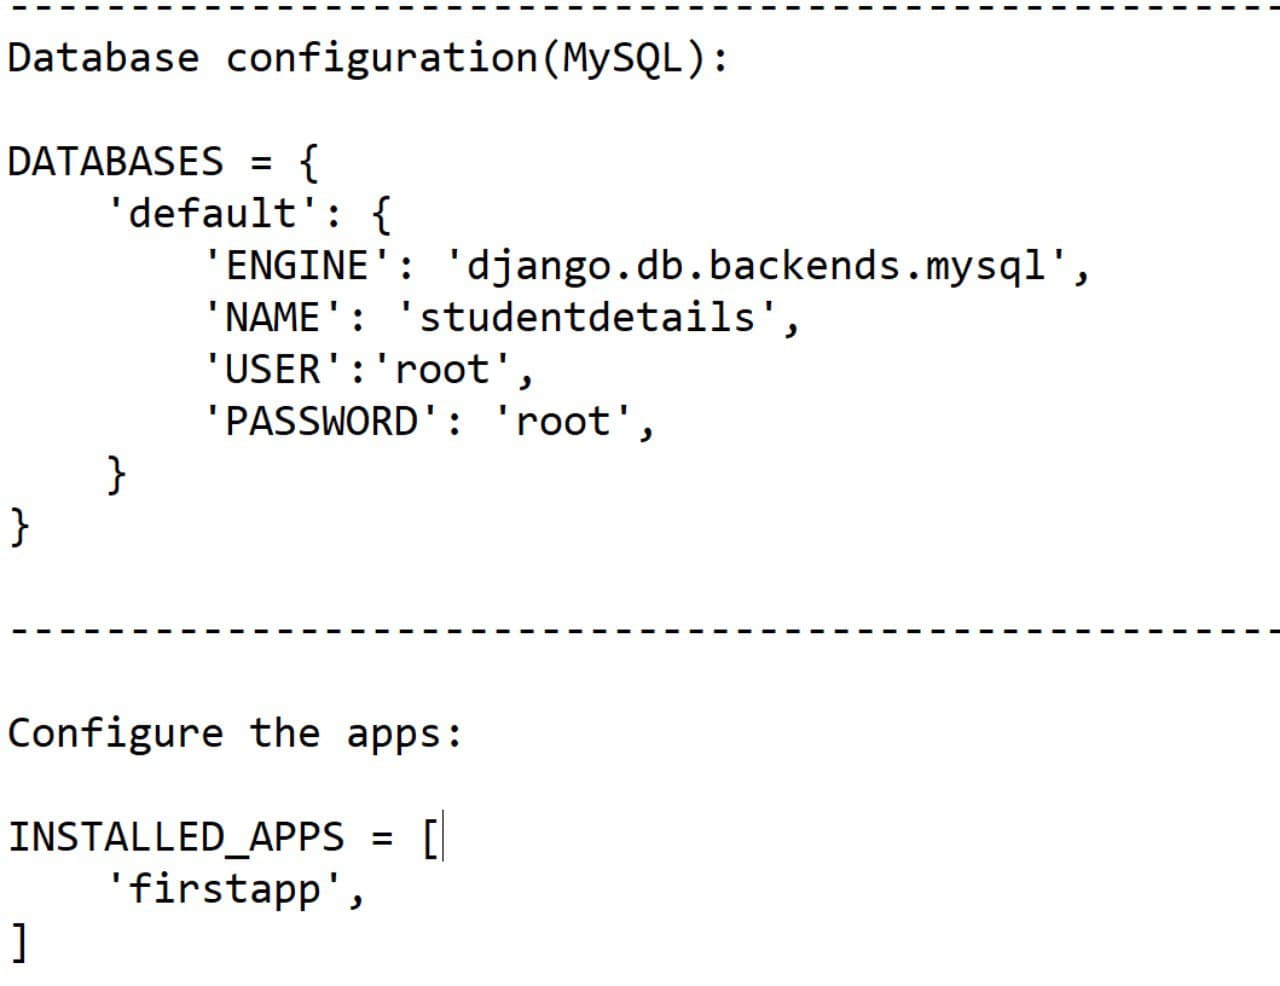 -----------------------------------------------------
Database configuration(MySQL):
DATABASES = {
    'default': {
        'ENGINE': 'django.db.backends.mysql',
        'NAME': 'studentdetails',
        'USER':'root',
        'PASSWORD': 'root',
    }
}
-----------------------------------------------------
Configure the apps:
INSTALLED_APPS = [
    'firstapp',
]